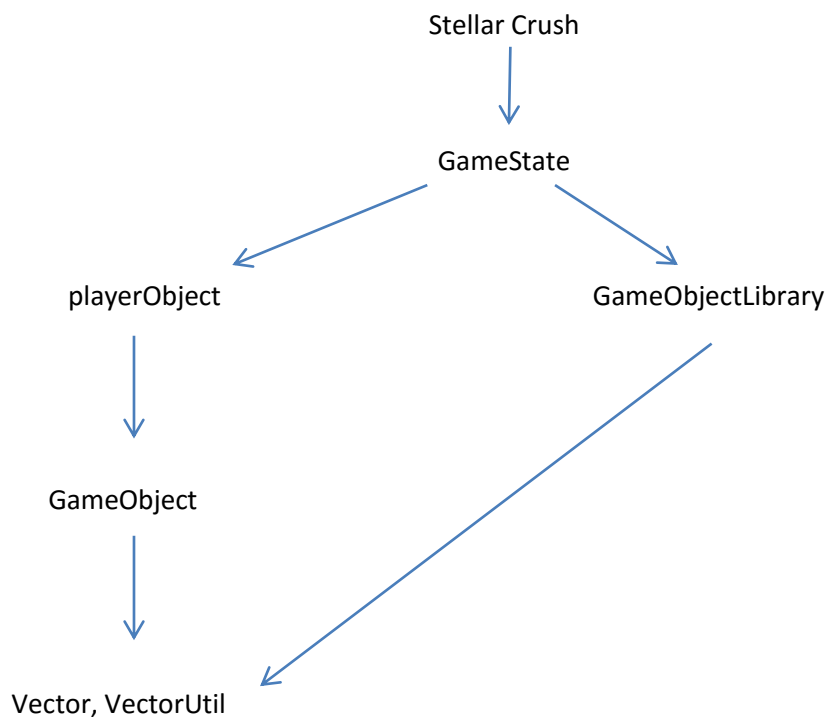 Stellar Crush
GameState
playerObject
GameObjectLibrary
GameObject
Vector, VectorUtil